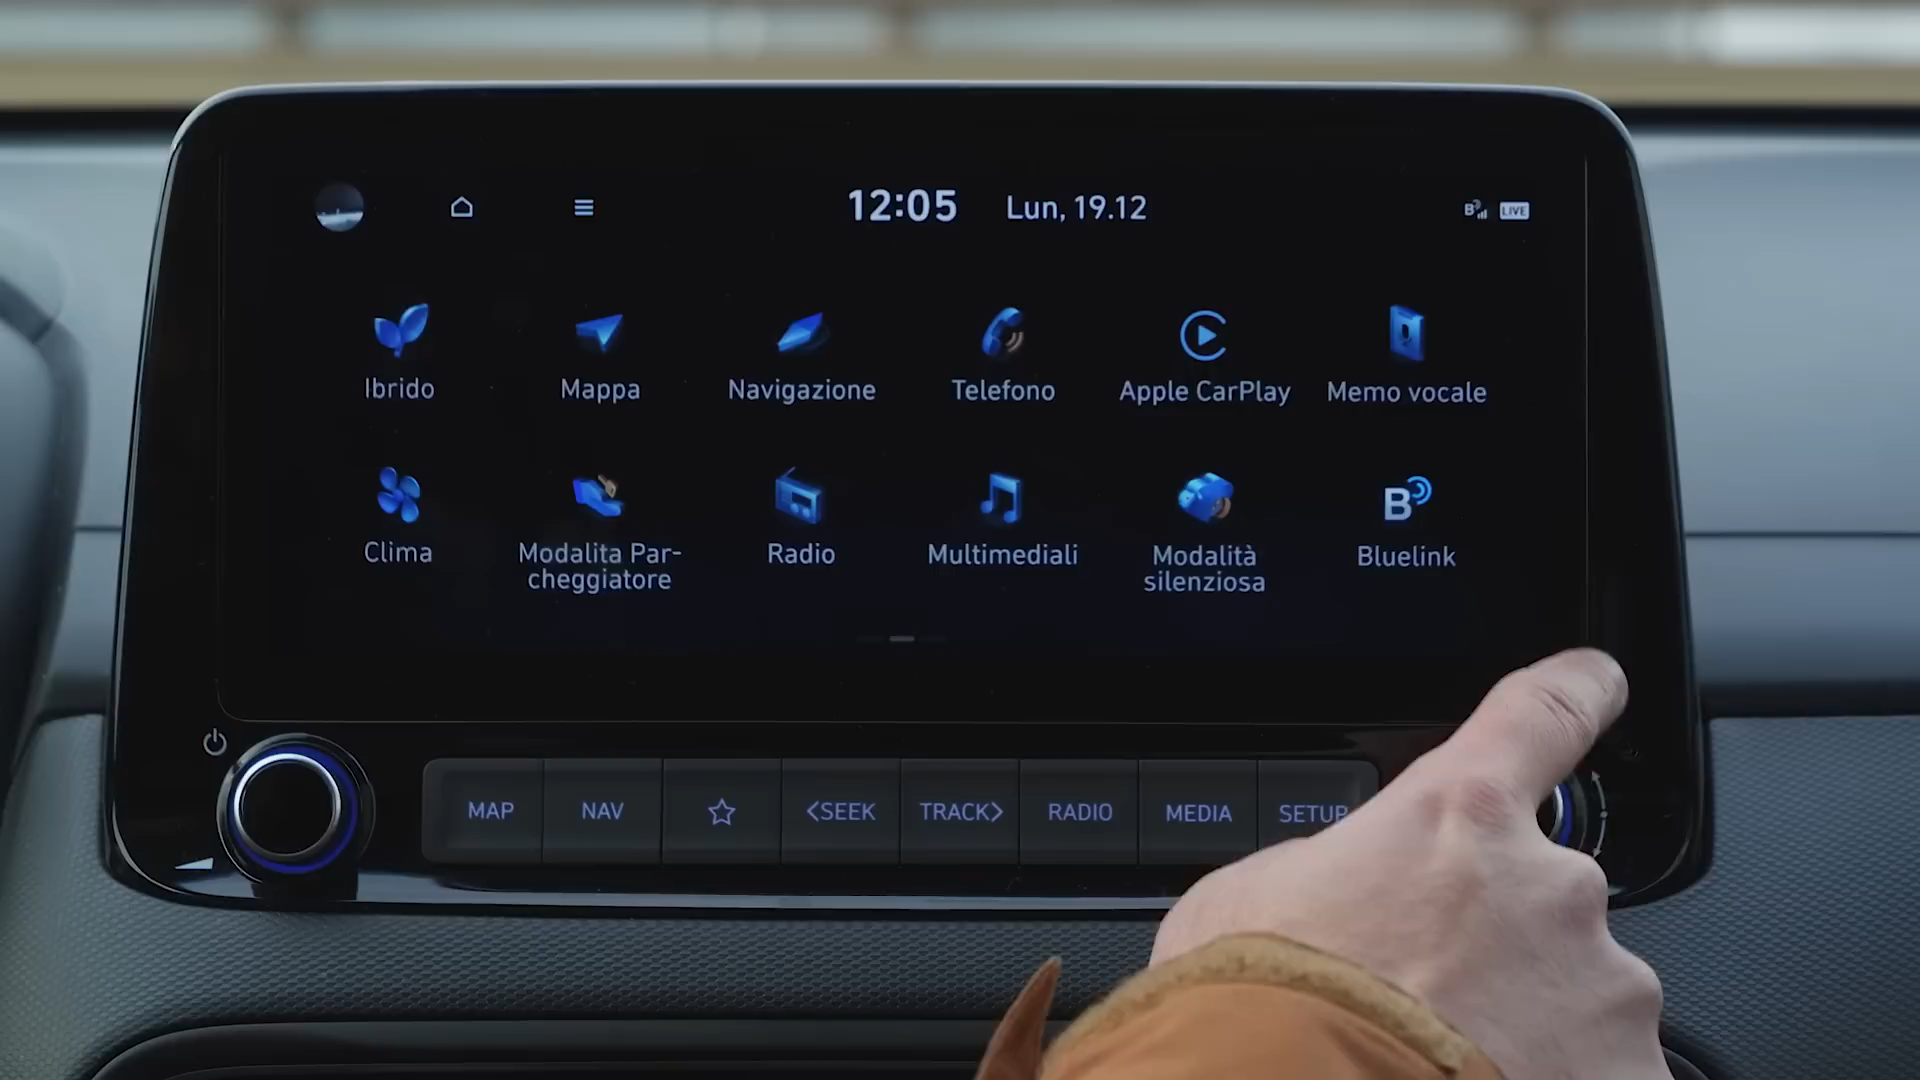 12:05 Lun, 19.12 B LIVE
Ibrido Mappa Navigazione Telefono Apple CarPlay Memo vocale
Clima Modalita Par- Radio Multimediali Modalità Bluelink
cheggiatore silenziosa
MAP NAV <SEEK TRACK> RADIO MEDIA SETUP